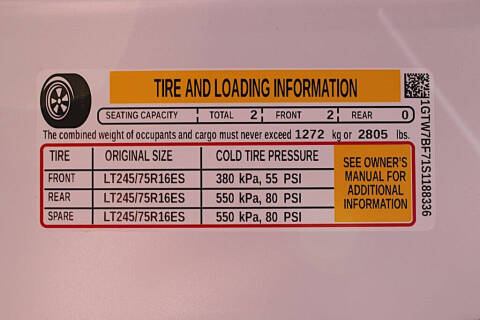 TIRE AND LOADING INFORMATION
SEATING CAPACITY | TOTAL 2 | FRONT 2 | REAR 0
The combined weight of occupants and cargo must never exceed 1272 kg or 2805 lbs.
TIRE ORIGINAL SIZE COLD TIRE PRESSURE
FRONT LT245/75R16ES 380 kPa, 55 PSI
REAR LT245/75R16ES 550 kPa, 80 PSI
SPARE LT245/75R16ES 550 kPa, 80 PSI
SEE OWNER'S
MANUAL FOR
ADDITIONAL
INFORMATION
1GTW7BF71S1188336